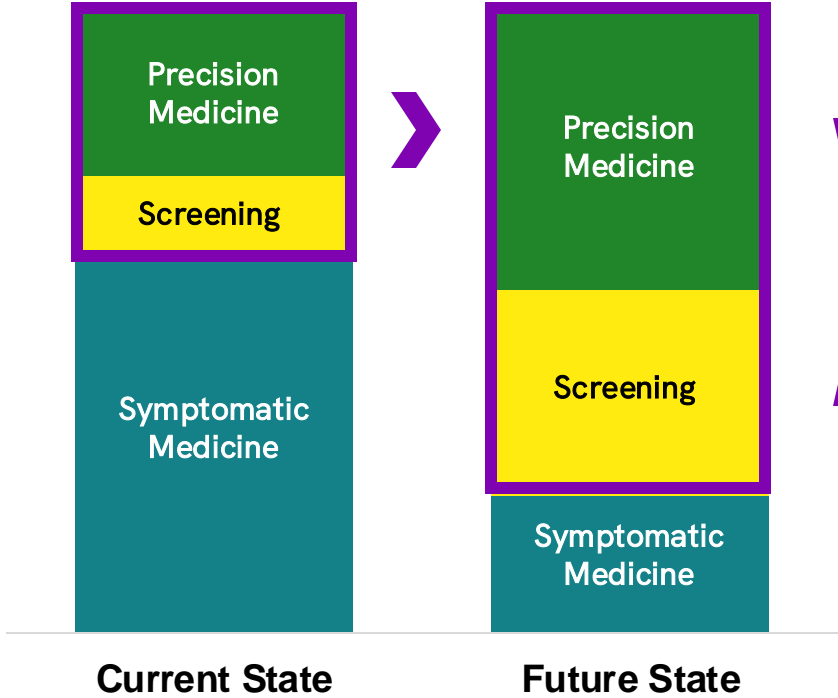 Precision
Medicine
Screening
Symptomatic
Medicine
Current State
Precision
Medicine
Screening
Symptomatic
Medicine
Future State